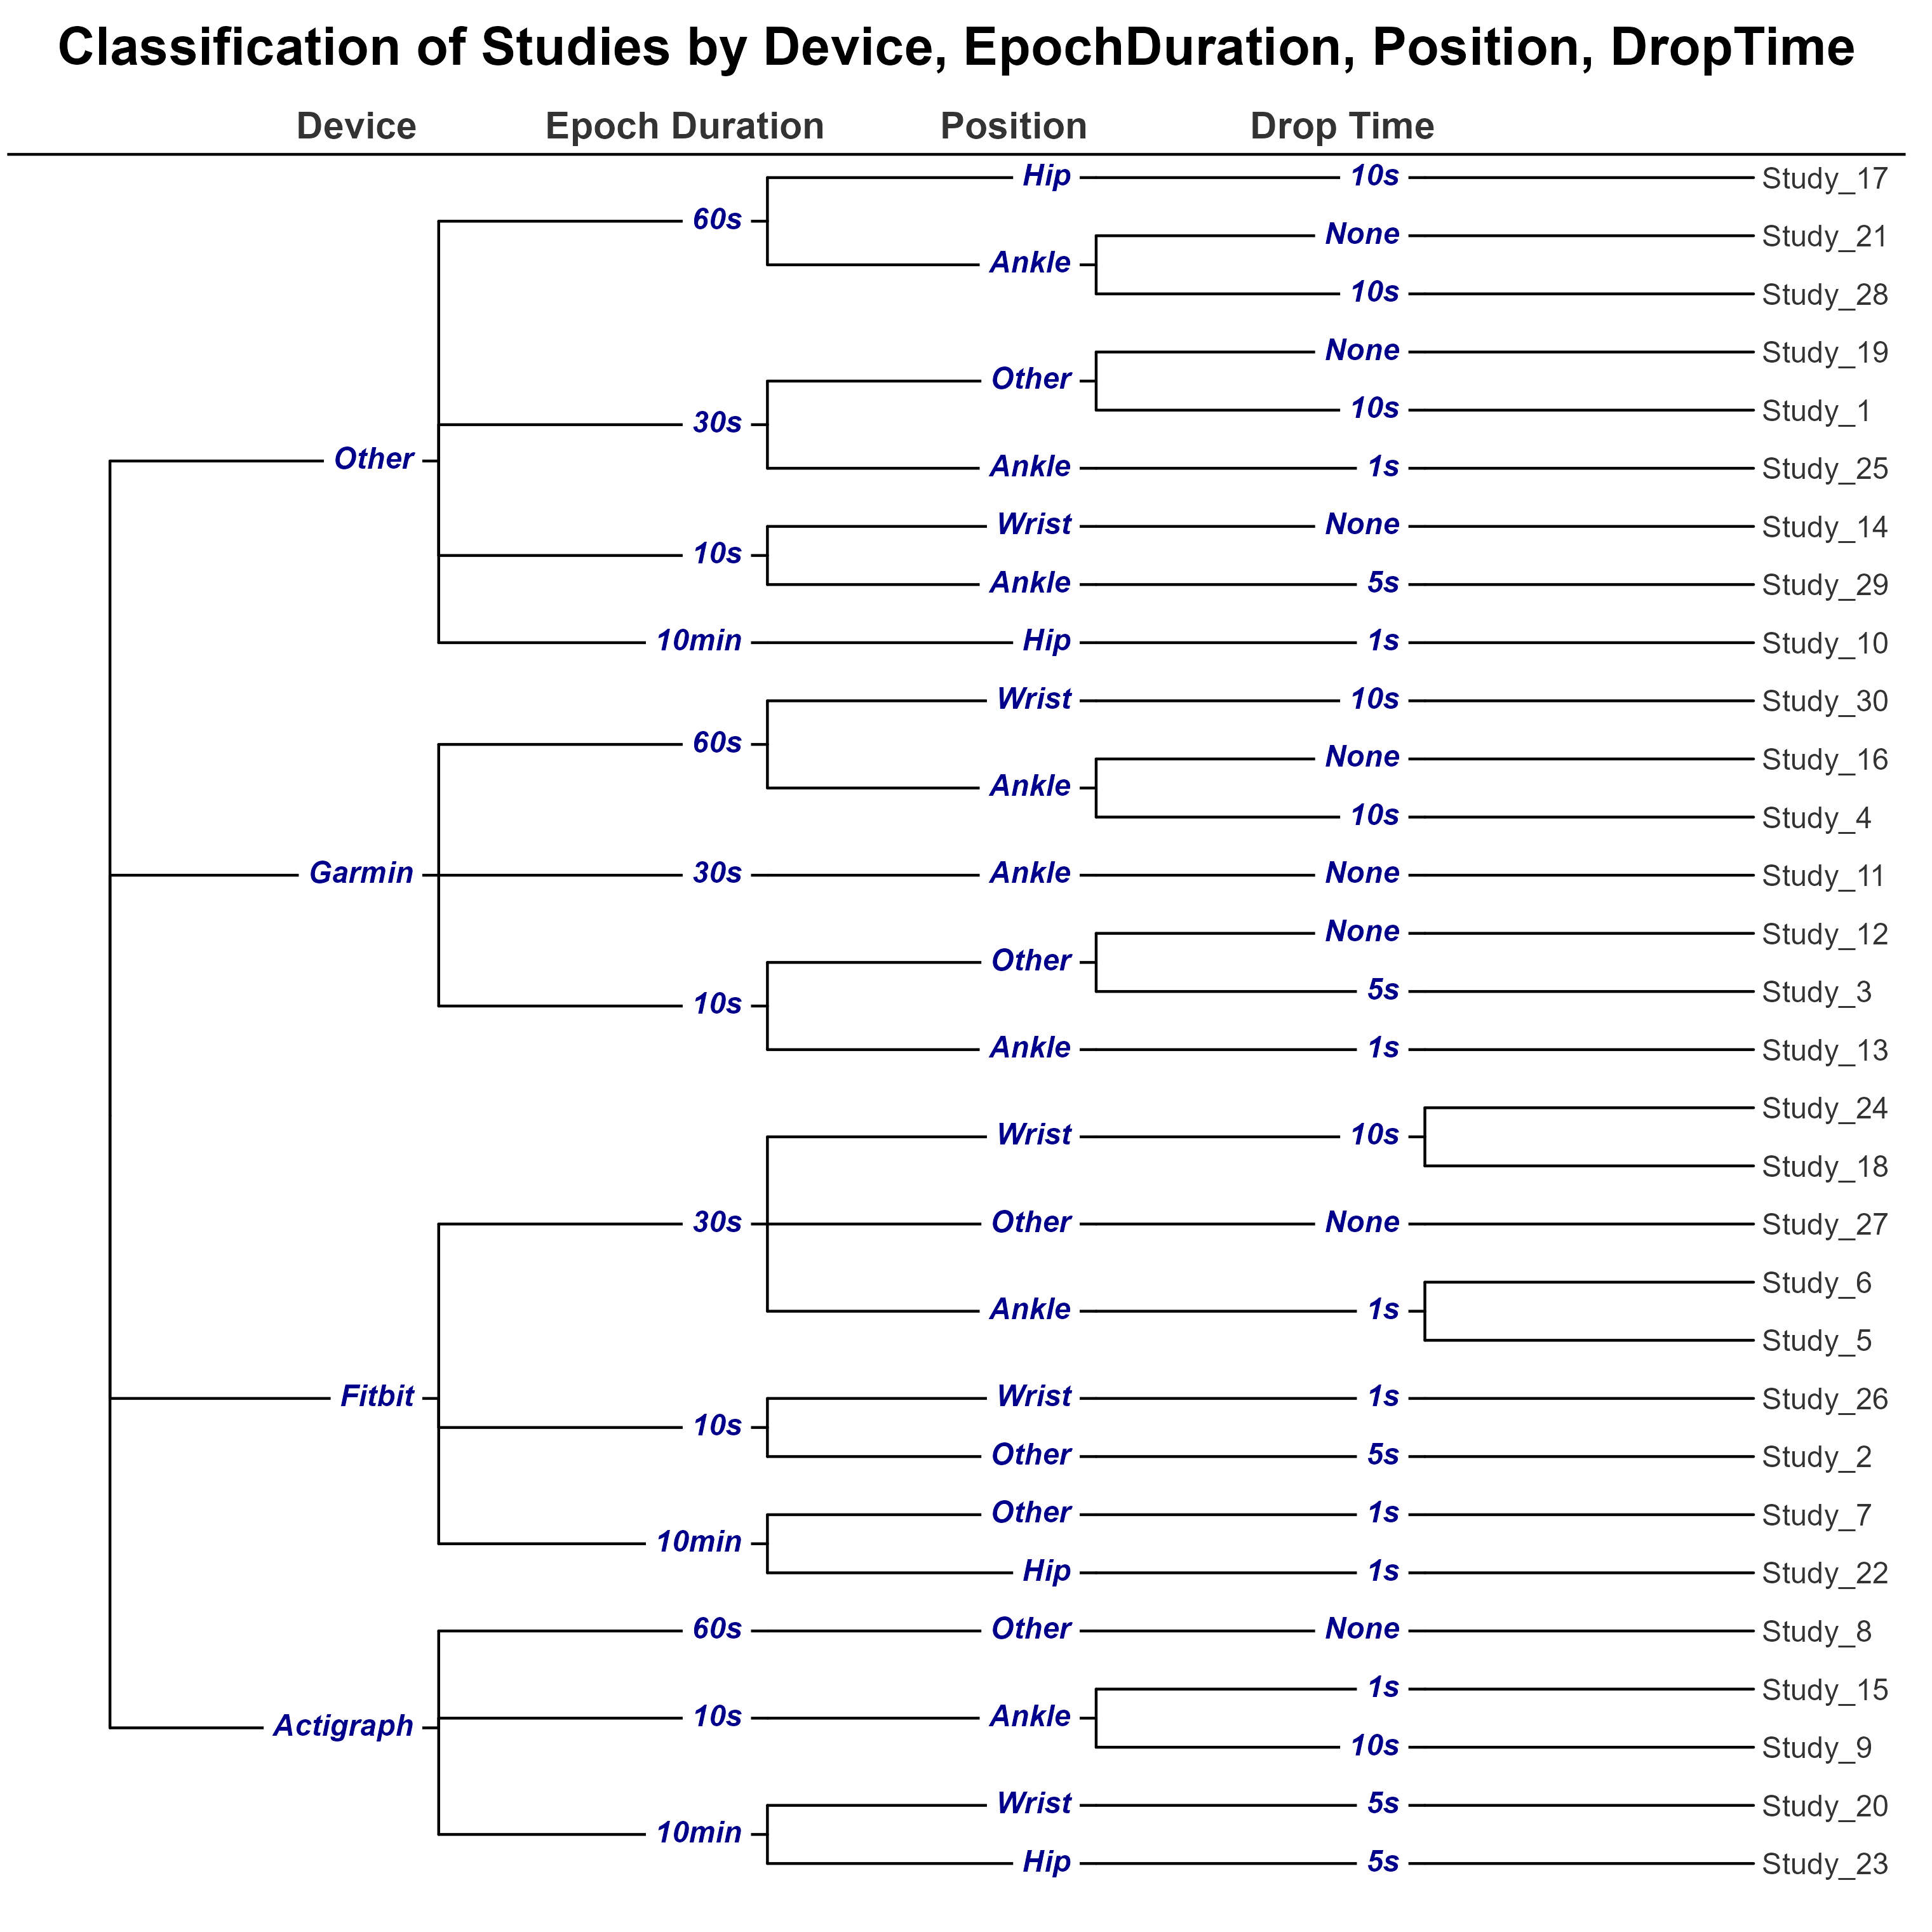 Classification of Studies by Device, EpochDuration, Position, DropTime
Device Epoch Duration Position Drop Time
Hip 10s Study_17
60s
None Study_21
Ankle
10s Study_28
None Study_19
Other
10s Study_1
30s
Other
Ankle 1s Study_25
Wrist None Study_14
10s
Ankle 5s Study_29
10min Hip 1s Study_10
Wrist 10s Study_30
60s
None Study_16
Ankle
10s Study_4
Garmin 30s Ankle None Study_11
None Study_12
Other
5s Study_3
10s
Ankle 1s Study_13
Study_24
Wrist 10s
Study_18
30s Other None Study_27
Study_6
Ankle 1s
Study_5
Fitbit Wrist 1s Study_26
10s
Other 5s Study_2
Other 1s Study_7
10min
Hip 1s Study_22
60s Other None Study_8
1s Study_15
10s Ankle
Actigraph
10s Study_9
Wrist 5s Study_20
10min
Hip 5s Study_23